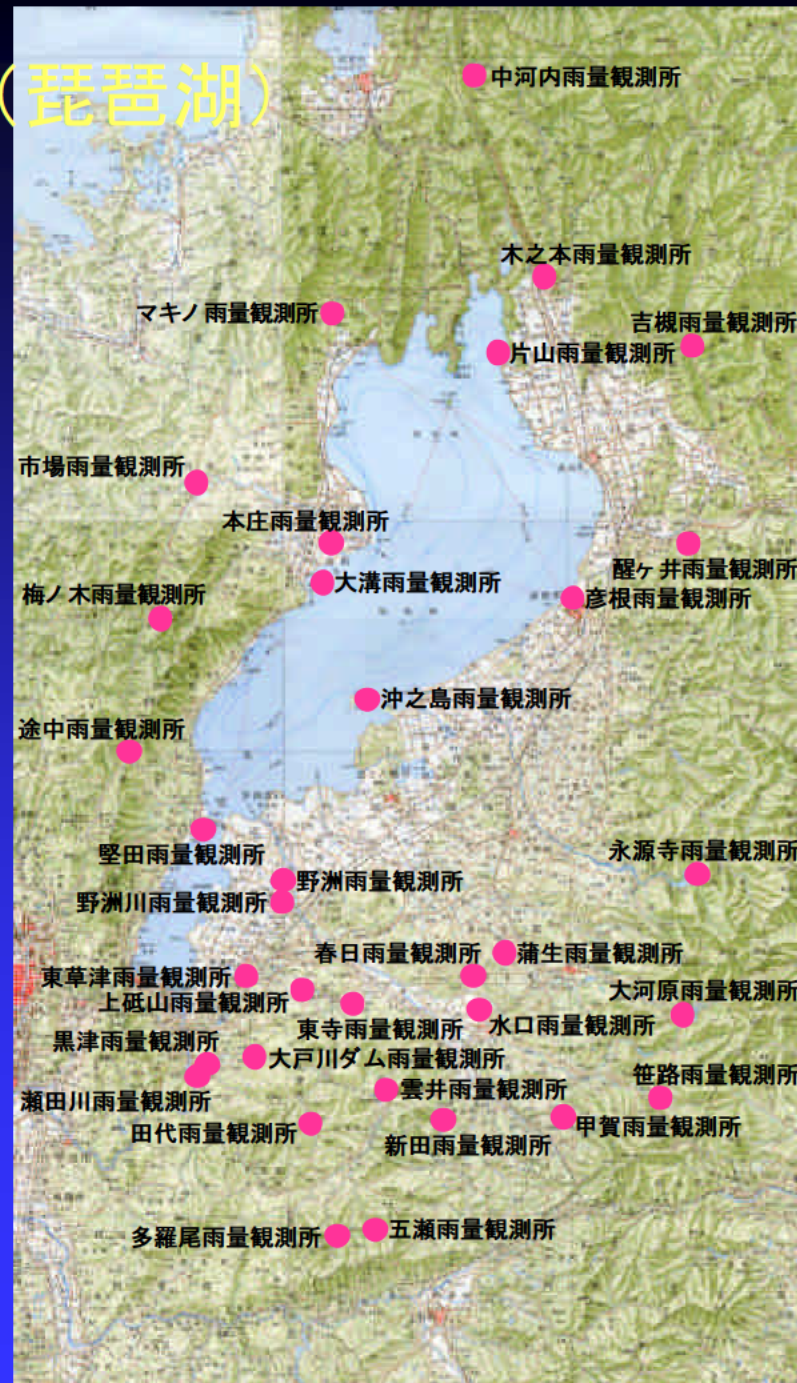 (琵琶湖)
中河内雨量観測所
木之本雨量観測所
マキノ雨量観測所
吉槻雨量観測所
片山雨量観測所
市場雨量観測所
本庄雨量観測所
醒ヶ井雨量観測所
大溝雨量観測所
梅ノ木雨量観測所
彦根雨量観測所
沖之島雨量観測所
途中雨量観測所
堅田雨量観測所
永源寺雨量観測所
野洲雨量観測所
野洲川雨量観測所
春日雨量観測所
蒲生雨量観測所
東草津雨量観測所
上砥山雨量観測所
大河原雨量観測所
東寺雨量観測所
水口雨量観測所
黒津雨量観測所
大戸川ダム雨量観測所
笹路雨量観測所
雲井雨量観測所
瀬田川雨量観測所
甲賀雨量観測所
田代雨量観測所
新田雨量観測所
五瀬雨量観測所
多羅尾雨量観測所